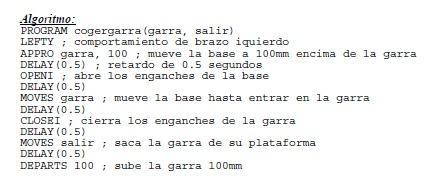 Algoritmo:
PROGRAM cogergarra(garra, salir)
LEFTY ; comportamiento de brazo iquierdo
APPRO garra, 100 ; mueve la base a 100mm encima de la garra
DELAY(0.5) ; retardo de 0.5 segundos
OPENI ; abre los enganches de la base
DELAY(0.5)
MOVES garra ; mueve la base hasta entrar en la garra
DELAY(0.5)
CLOSEI ; cierra los enganches de la garra
DELAY(0.5)
MOVES salir ; saca la garra de su plataforma
DELAY(0.5)
DEPARTS 100 ; sube la garra 100mm